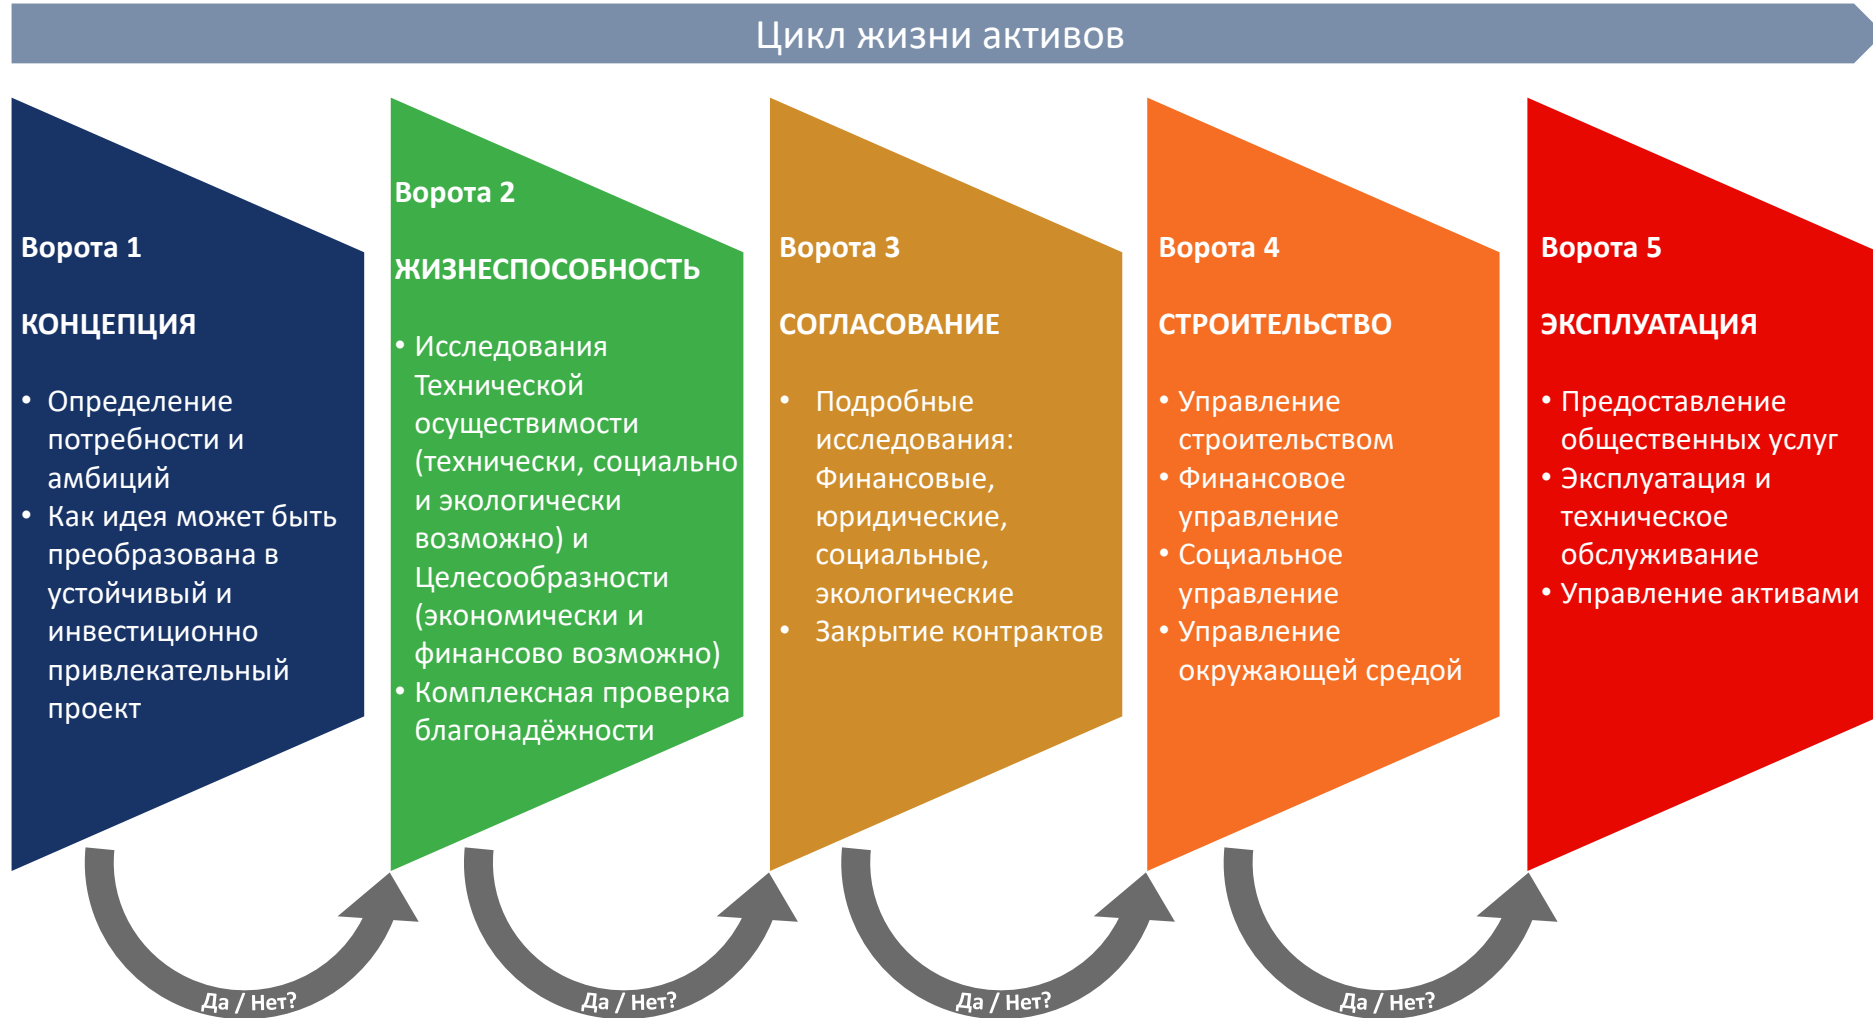 Цикл жизни активов
Ворота 1
КОНЦЕПЦИЯ
• Определение
потребности и
амбиций
• Как идея может быть
преобразована в
устойчивый и
инвестиционно
привлекательный
проект
Ворота 2
ЖИЗНЕСПОСОБНОСТЬ
• Исследования
Технической
осуществимости
(технически, социально
и экологически
возможно) и
Целесообразности
(экономически и
финансово возможно)
• Комплексная проверка
благонадёжности
Ворота 3
СОГЛАСОВАНИЕ
• Подробные
исследования:
Финансовые,
юридические,
социальные,
экологические
• Закрытие контрактов
Ворота 4
СТРОИТЕЛЬСТВО
• Управление
строительством
• Финансовое
управление
• Социальное
управление
• Управление
окружающей средой
Ворота 5
ЭКСПЛУАТАЦИЯ
• Предоставление
общественных услуг
• Эксплуатация и
техническое
обслуживание
• Управление активами
Да / Нет?
Да / Нет?
Да / Нет?
Да / Нет?